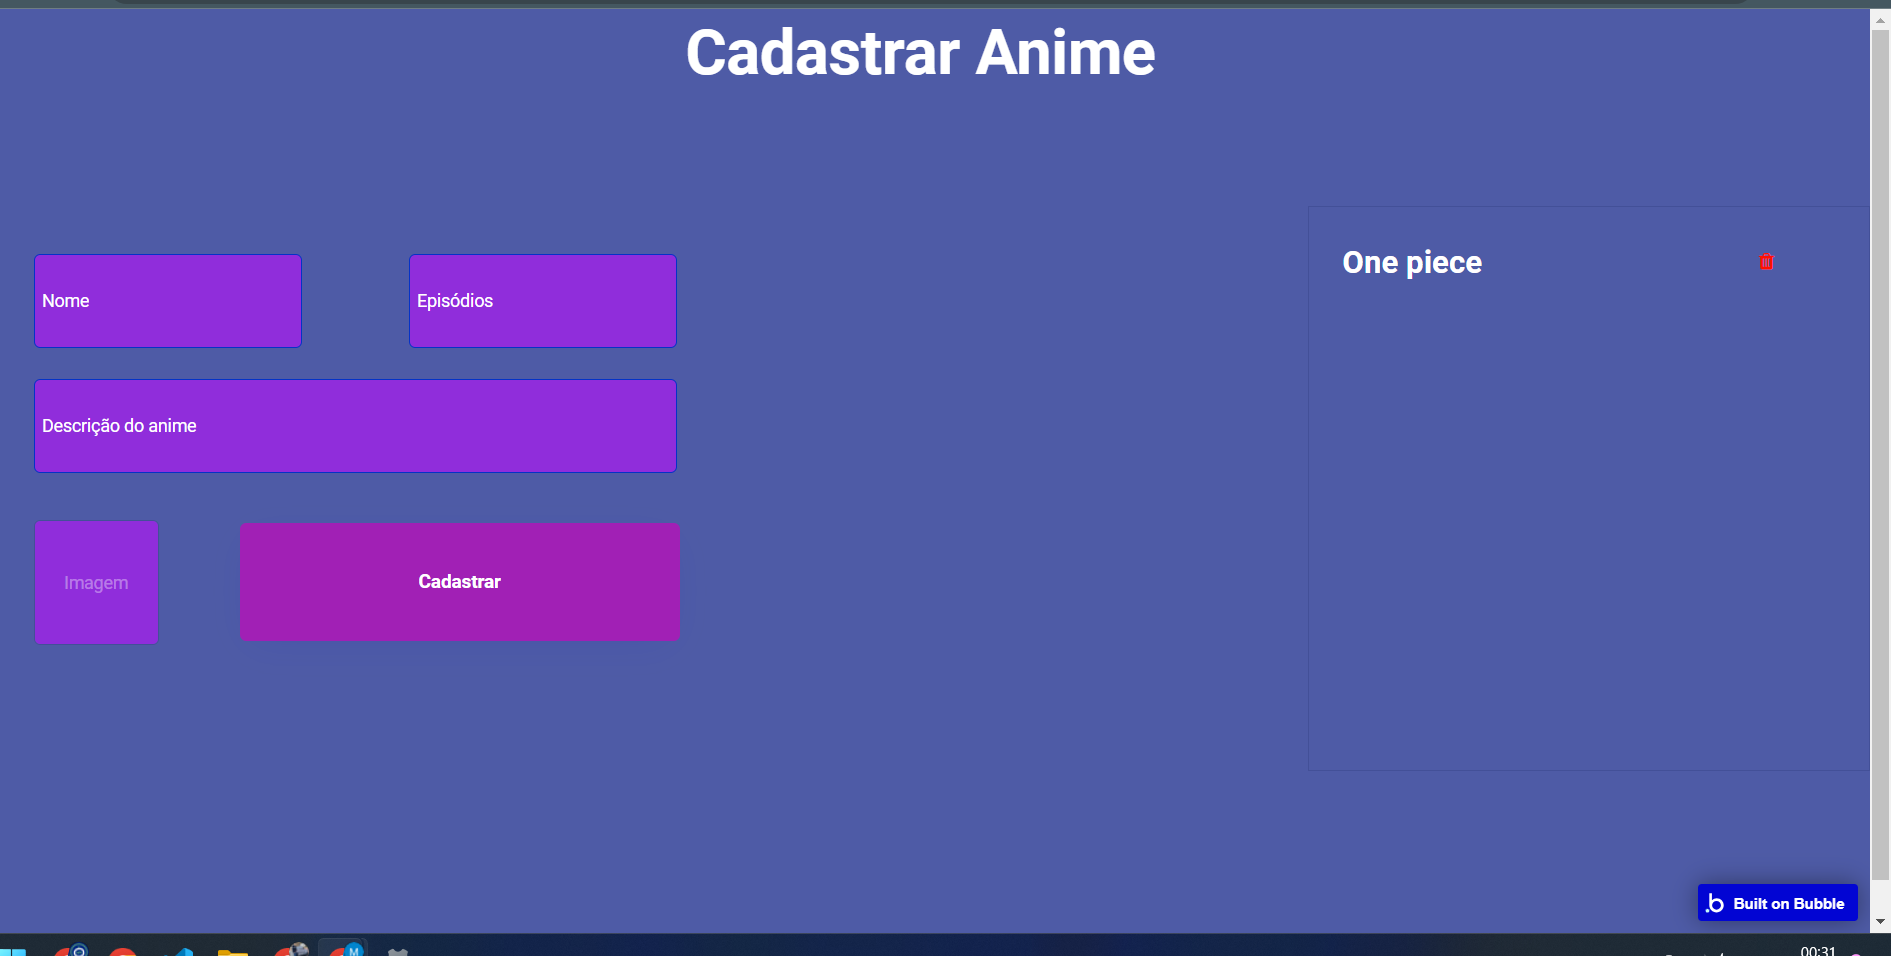 Cadastrar Anime
Nome
Episódios
Descrição do anime
Imagem
Cadastrar
One piece
.b Built on Bubble
M
00:31